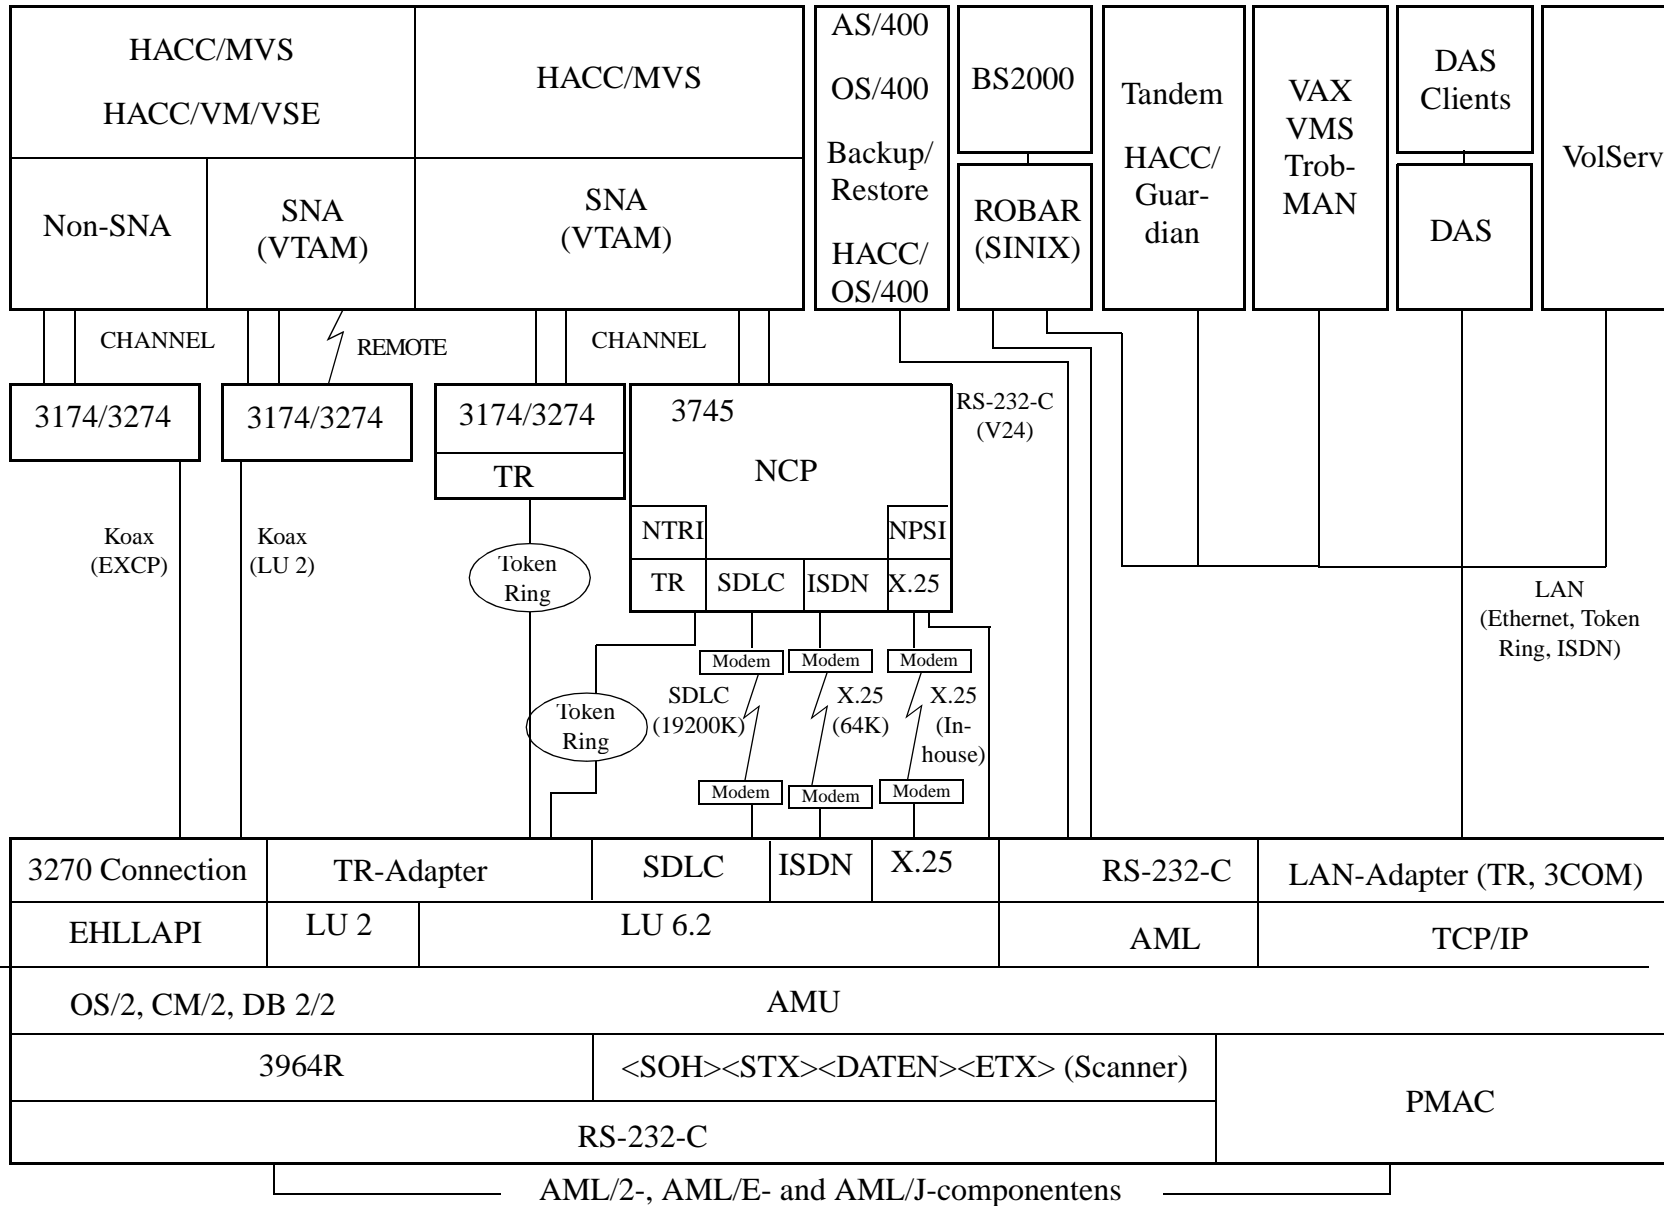 HACC/MVS
HACC/VM/VSE
HACC/MVS
AS/400
OS/400
Backup/
Restore
HACC/
OS/400
BS2000
ROBAR
(SINIX)
Tandem
HACC/
Guar-
dian
VAX
VMS
Trob-
MAN
DAS
Clients
DAS
VolServ
Non-SNA
SNA
(VTAM)
SNA
(VTAM)
CHANNEL
REMOTE
CHANNEL
3174/3274
3174/3274
3174/3274
TR
3745
NCP
NTRI
NPSI
TR
SDLC
ISDN
X.25
RS-232-C
(V24)
Koax
(EXCP)
Koax
(LU 2)
Token
Ring
LAN
(Ethernet, Token
Ring, ISDN)
Modem
Modem
Modem
Token
Ring
SDLC
(19200K)
X.25
(64K)
X.25
(In-
house)
Modem
Modem
Modem
3270 Connection
TR-Adapter
SDLC
ISDN
X.25
RS-232-C
LAN-Adapter (TR, 3COM)
EHLLAPI
LU 2
LU 6.2
AML
TCP/IP
OS/2, CM/2, DB 2/2
AMU
3964R
<SOH><STX><DATEN><ETX> (Scanner)
PMAC
RS-232-C
AML/2-, AML/E- and AML/J-componentens